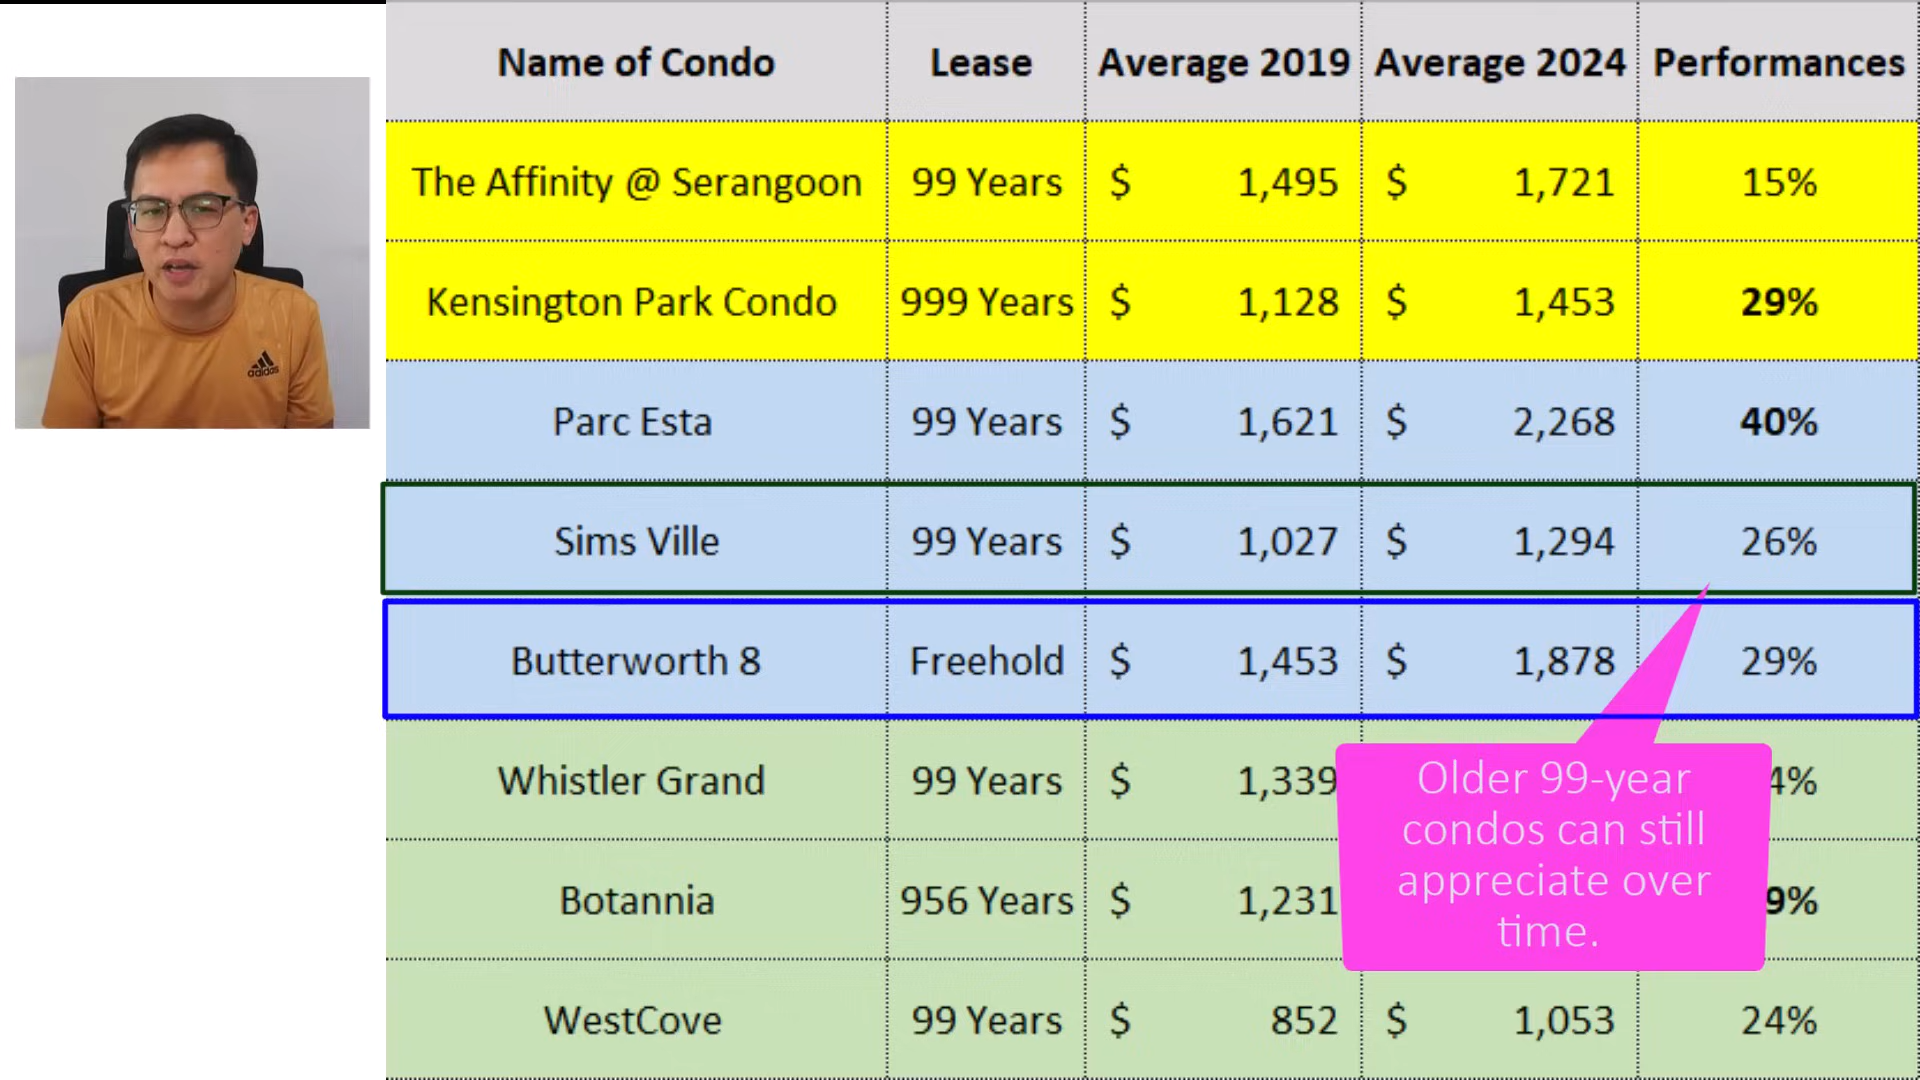 Name of Condo Lease Average 2019 Average 2024 Performances
The Affinity @ Serangoon 99 Years $ 1,495 $ 1,721 15%
Kensington Park Condo 999 Years $ 1,128 $ 1,453 29%
Parc Esta 99 Years $ 1,621 $ 2,268 40%
Sims Ville 99 Years $ 1,027 $ 1,294 26%
Butterworth 8 Freehold $ 1,453 $ 1,878 29%
Whistler Grand 99 Years $ 1,339
Botannia 956 Years $ 1,231
WestCove 99 Years $ 852 $ 1,053 24%
Older 99-year
condos can still
appreciate over
time.
adidas